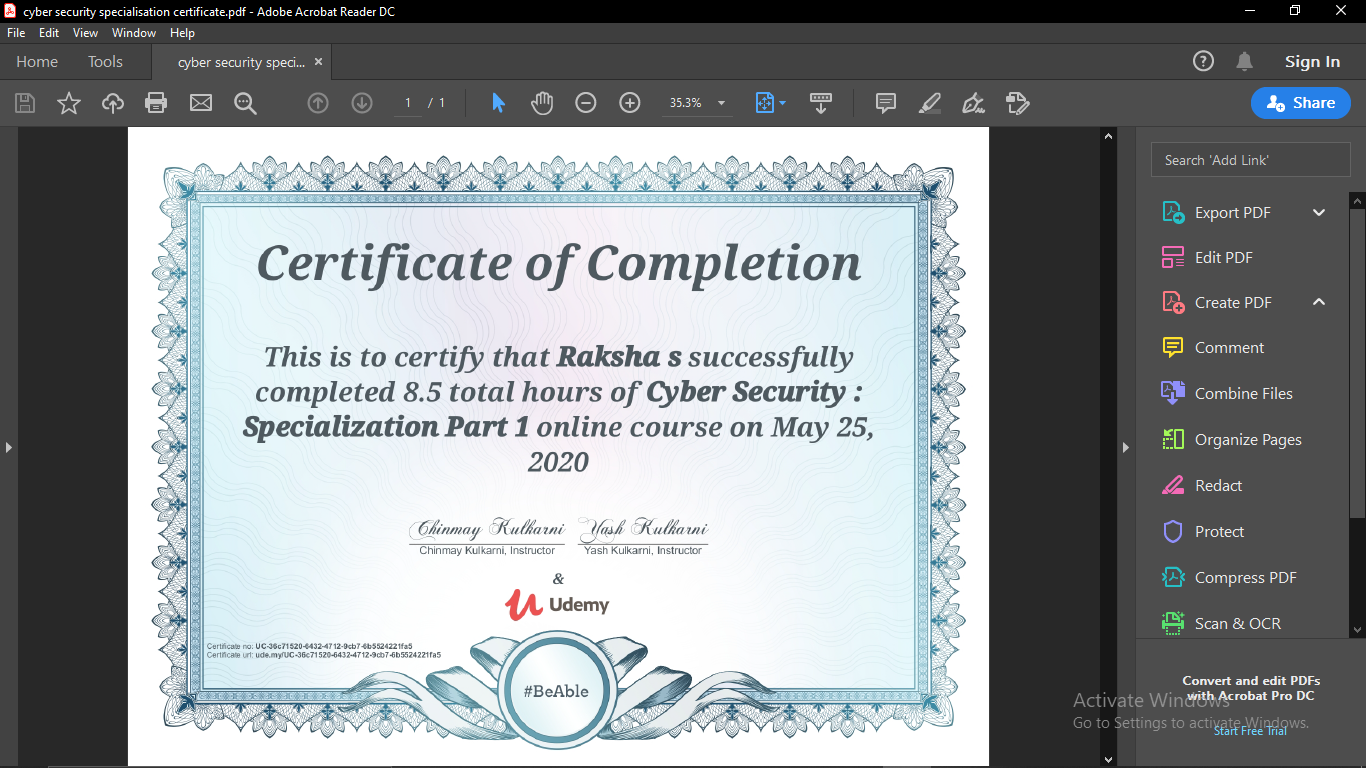 cyber security specialisation certificate.pdf - Adobe Acrobat Reader DC
File Edit View Window Help
Home Tools cyber security speci... × Sign In
1 / 1 35.3% Share
Search 'Add Link'
Export PDF
Edit PDF
Create PDF
Comment
Combine Files
Organize Pages
Redact
Protect
Compress PDF
Scan & OCR
Convert and edit PDFs
with Acrobat Pro DC
Start Free Trial
Activate Windows
Go to Settings to activate Windows.
Certificate of Completion
This is to certify that Raksha s successfully
completed 8.5 total hours of Cyber Security :
Specialization Part 1 online course on May 25,
2020
Chinmay Kulkarni Yash Kulkarni
Chinmay Kulkarni, Instructor Yash Kulkarni, Instructor
&
Udemy
Certificate no: UC-36c71520-6432-4712-9cb7-6b5524221fa5
Certificate url: ude.my/UC-36c71520-6432-4712-9cb7-6b5524221fa5
#BeAble